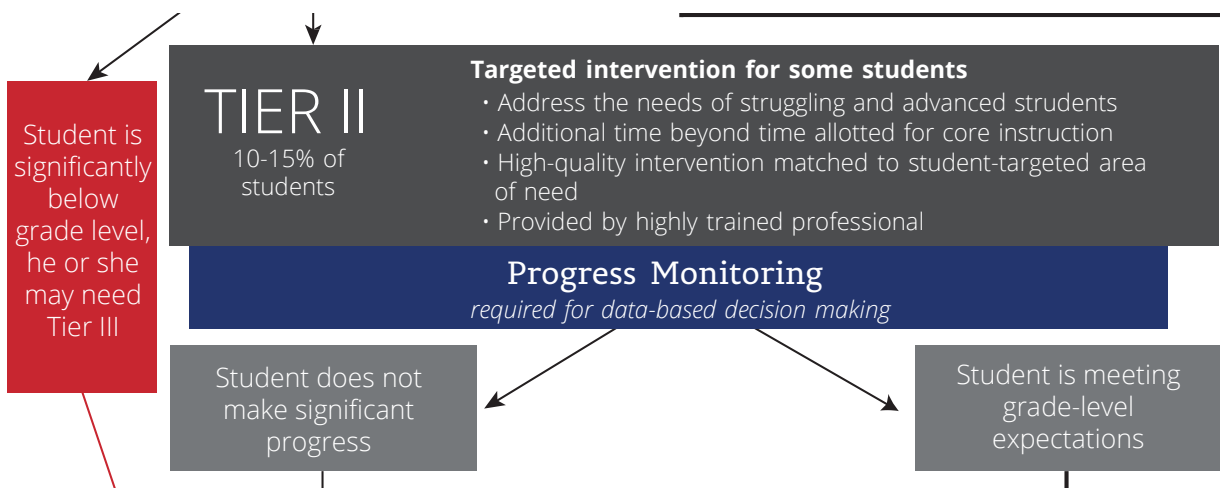 Student is
significantly
below
grade level,
he or she
may need
Tier III
TIER II
10-15% of
students
Targeted intervention for some students
· Address the needs of struggling and advanced strudents
· Additional time beyond time allotted for core instruction
· High-quality intervention matched to student-targeted area
of need
· Provided by highly trained professional
Progress Monitoring
required for data-based decision making
Student does not
make significant
progress
Student is meeting
grade-level
expectations